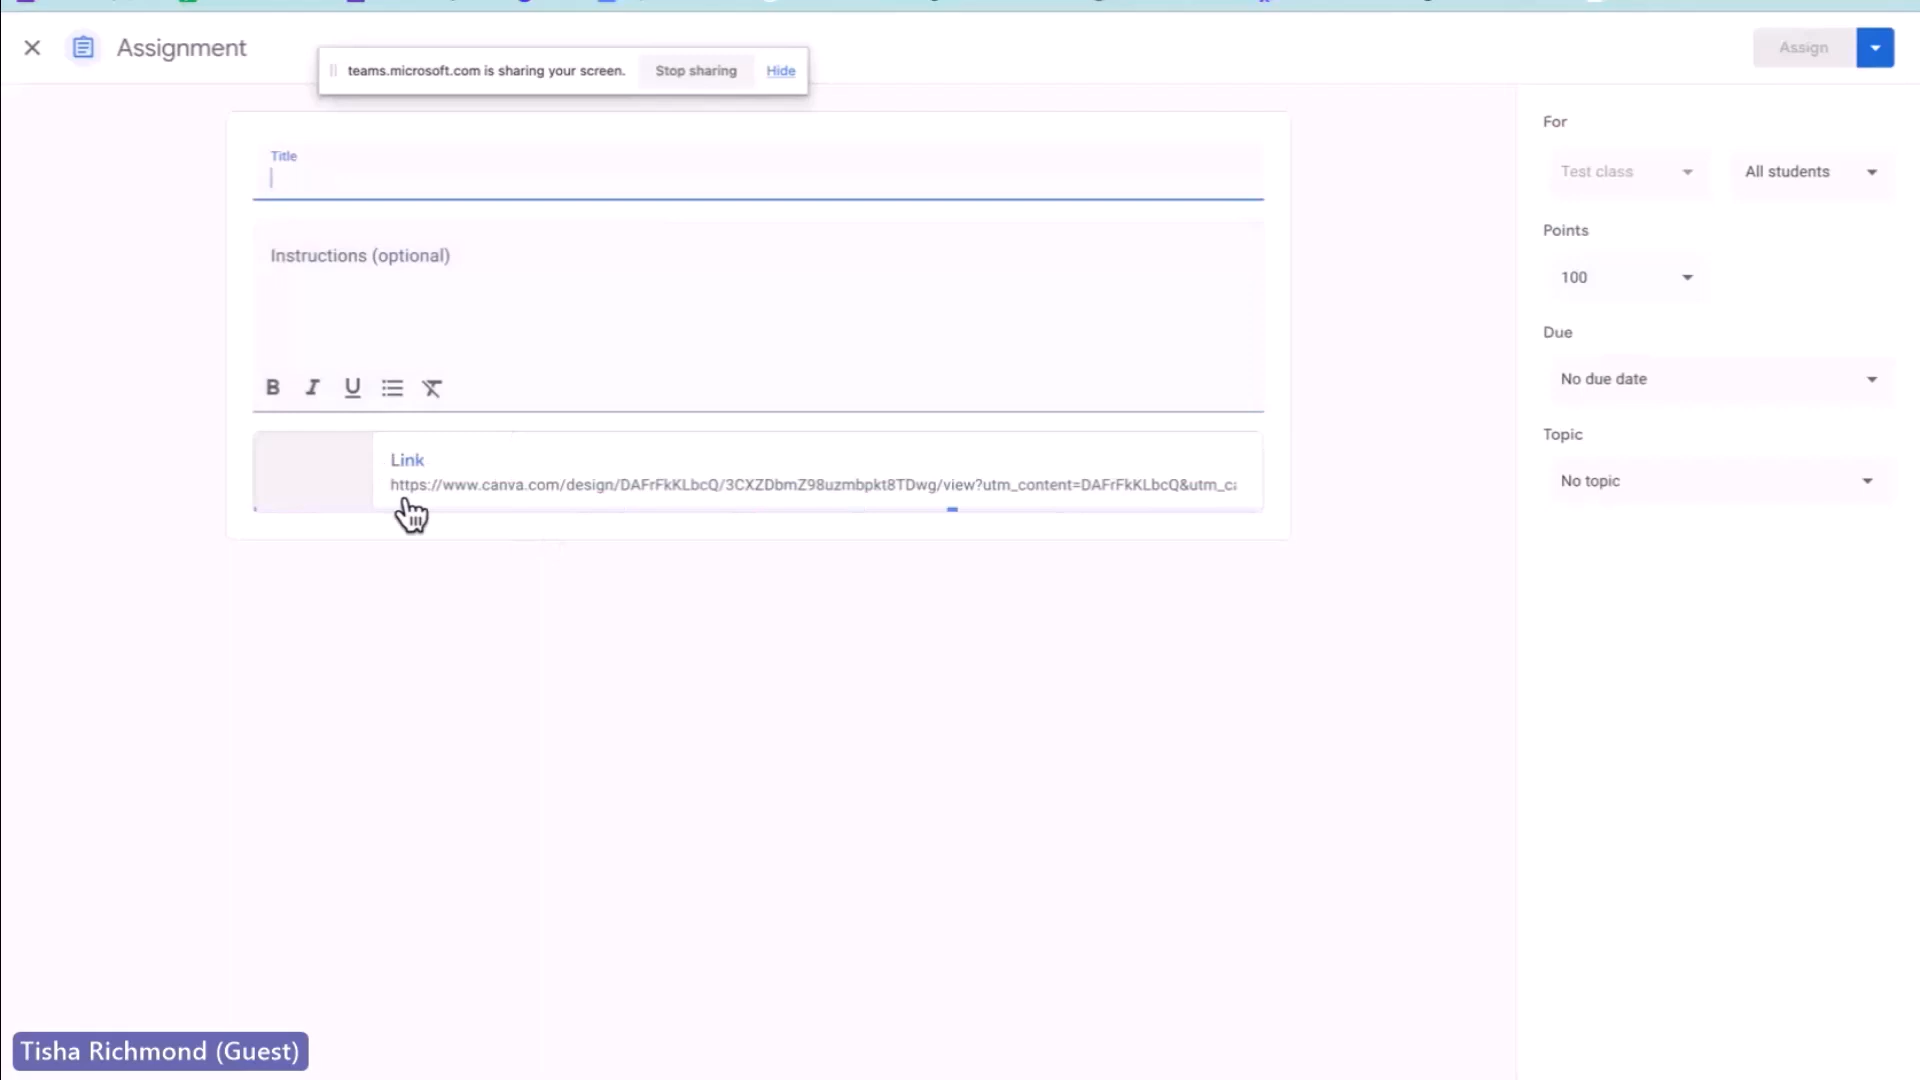 Assignment
teams.microsoft.com is sharing your screen. Stop sharing Hide
Assign
Title
Instructions (optional)
B I U
Link
https://www.canva.com/design/DAFrFkKLbcQ/3CXZDbmZ98uzmbpkt8TDwg/view?utm_content=DAFrFkKLbcQ&utm_ca
For
Test class All students
Points
100
Due
No due date
Topic
No topic
Tisha Richmond (Guest)